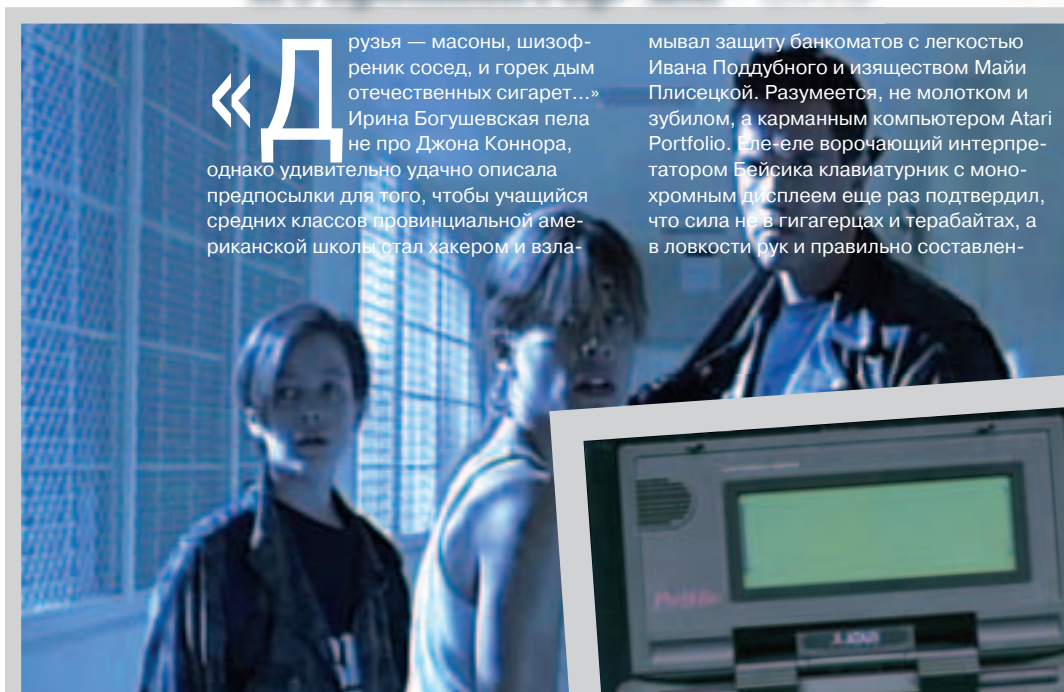 «Друзья — масоны, шизоф-
реник сосед, и горек дым
отечественных сигарет…»
Ирина Богушевская пела
не про Джона Коннора,
однако удивительно удачно описала
предпосылки для того, чтобы учащийся
средних классов провинциальной аме-
риканской школы стал хакером и взла-
мывал защиту банкоматов с легкостью
Ивана Поддубного и изяществом Майи
Плисецкой. Разумеется, не молотком и
зубилом, а карманным компьютером Atari
Portfolio. Еле-еле ворочающий интерпре-
татором Бейсика клавиатурник с моно-
хромным дисплеем еще раз подтвердил,
что сила не в гигагерцах и терабайтах, а
в ловкости рук и правильно составлен-
Portfolio
ATARI